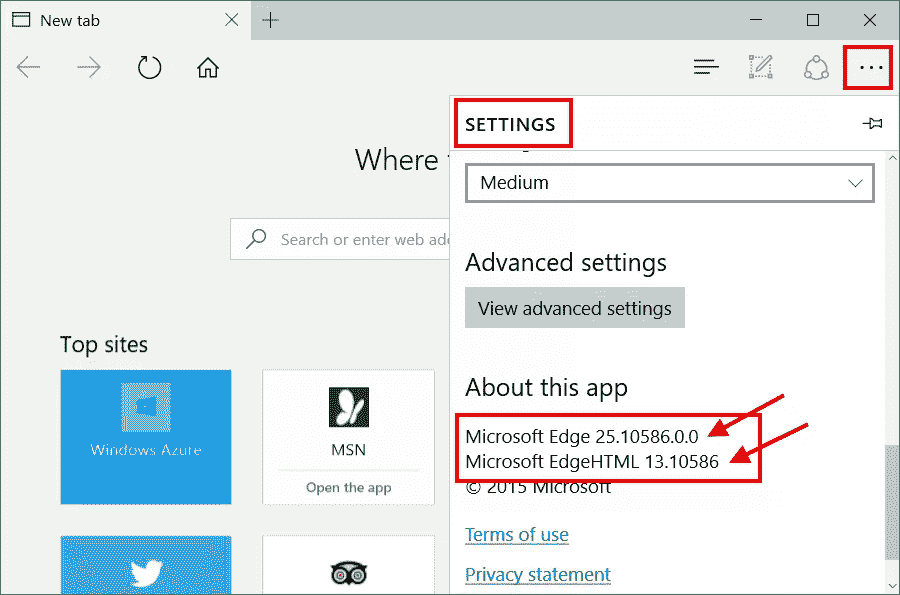 New tab
SETTINGS
Where
Medium
Search or enter web add
Advanced settings
View advanced settings
Top sites
About this app
Windows Azure
MSN
Open the app
Microsoft Edge 25.10586.0.0
Microsoft EdgeHTML 13.10586
© 2015 Microsoft
Terms of use
Privacy statement